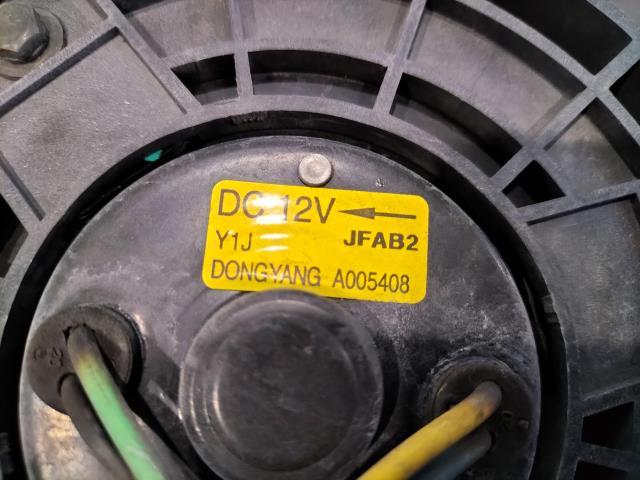 DC 12V
Y1J JFAB2
DONGYANG A005408